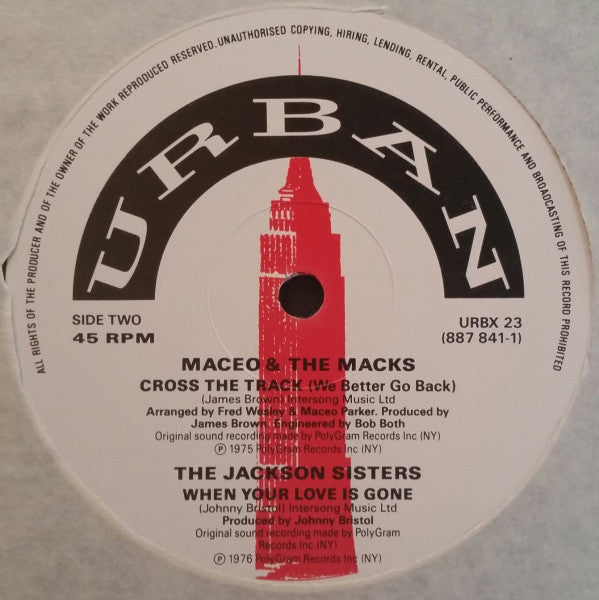 ALL RIGHTS OF THE PRODUCER AND OF THE OWNER OF THE WORK REPRODUCED RESERVED. UNAUTHORISED COPYING, HIRING, LENDING, RENTAL, PUBLIC PERFORMANCE AND BROADCASTING OF THIS RECORD PROHIBITED
URBAN
SIDE TWO
45 RPM
URBX 23
(887 841-1)
MACEO & THE MACKS
CROSS THE TRACK (We Better Go Back)
(James Brown) Intersong Music Ltd
Arranged by Fred Wesley & Maceo Parker. Produced by
James Brown. Engineered by Bob Both
Original sound recording made by PolyGram Records Inc (NY)
℗ 1975 PolyGram Records Inc (NY)
THE JACKSON SISTERS
WHEN YOUR LOVE IS GONE
(Johnny Bristol) Intersong Music Ltd
Produced by Johnny Bristol
Original sound recording made by PolyGram
Records Inc (NY)
℗ 1976 PolyGram Records Inc (NY)